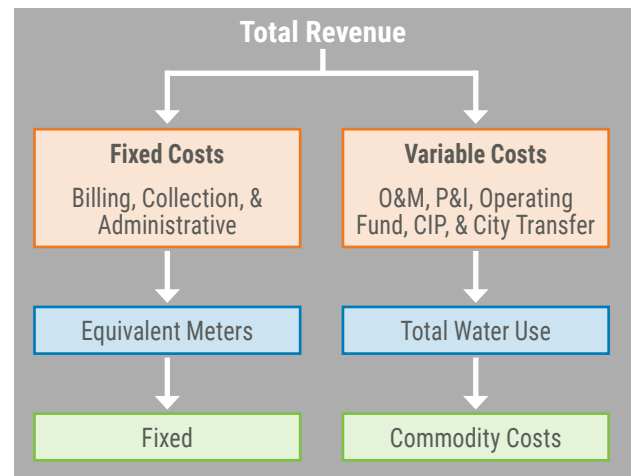 Total Revenue
Fixed Costs
Billing, Collection, &
Administrative
Variable Costs
O&M, P&I, Operating
Fund, CIP, & City Transfer
Equivalent Meters
Total Water Use
Fixed
Commodity Costs